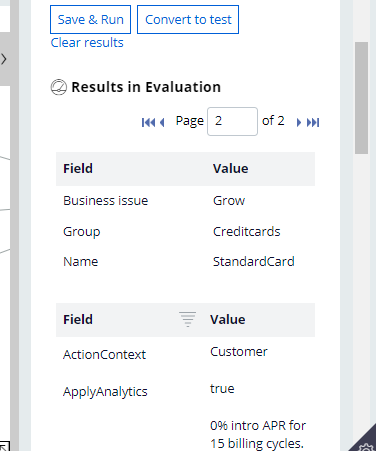 Save & Run Convert to test
Clear results
Results in Evaluation
Page 2 of 2
Field Value
Business issue Grow
Group Creditcards
Name StandardCard
Field Value
ActionContext Customer
ApplyAnalytics true
0% intro APR for
15 billing cycles.